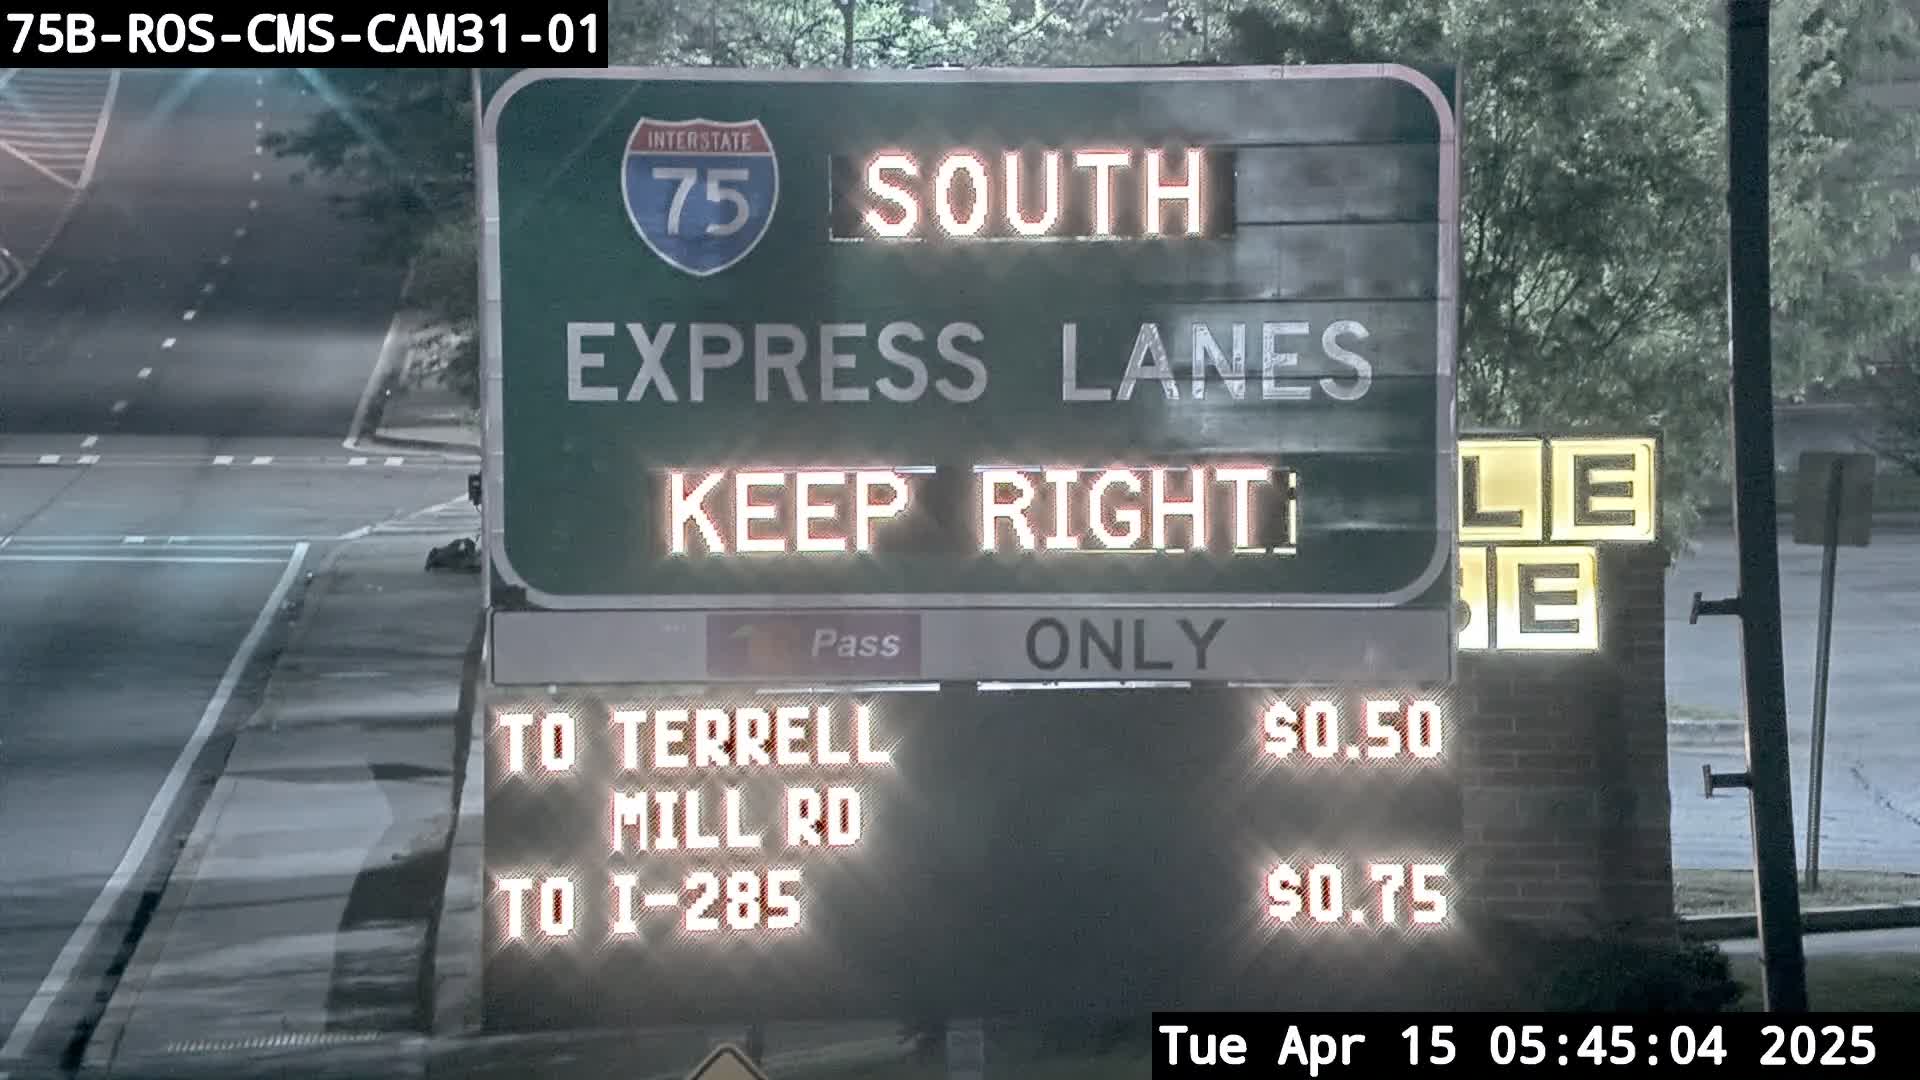 75B-ROS-CMS-CAM31-01
INTERSTATE
75
SOUTH
EXPRESS LANES
KEEP RIGHT
Pass ONLY
TO TERRELL $0.50
MILL RD
TO I-285 $0.75
LE
E
Tue Apr 15 05:45:04 2025